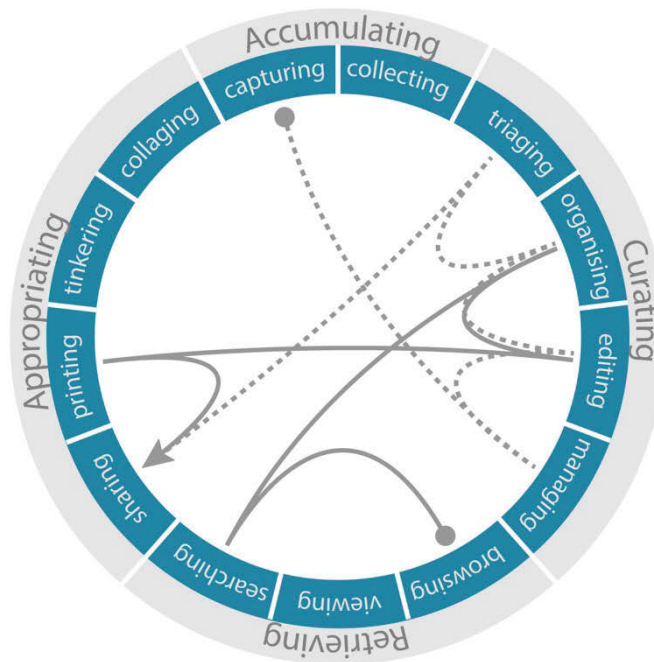 Accumulating
capturing
collecting
triaging
organising
Curating
editing
managing
browsing
viewing
Retrieving
searching
sharing
printing
Appropriating
tinkering
collaging